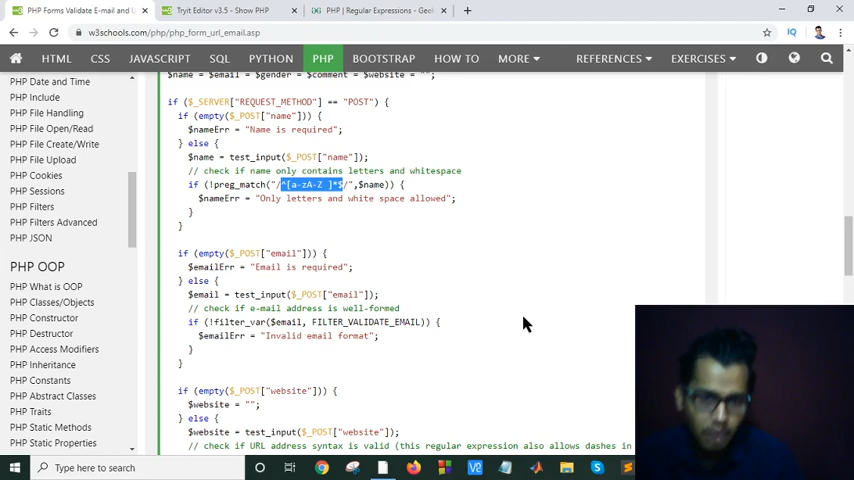 PHP Forms Validate E-mail and U
Tryit Editor v3.5 - Show PHP
PHP | Regular Expressions - Gee
w3schools.com/php/php_form_url_email.asp
IQ
HTML CSS JAVASCRIPT SQL PYTHON PHP BOOTSTRAP HOW TO MORE REFERENCES EXERCISES
PHP Date and Time
PHP Include
PHP File Handling
PHP File Open/Read
PHP File Create/Write
PHP File Upload
PHP Cookies
PHP Sessions
PHP Filters
PHP Filters Advanced
PHP JSON
PHP OOP
PHP What is OOP
PHP Classes/Objects
PHP Constructor
PHP Destructor
PHP Access Modifiers
PHP Inheritance
PHP Constants
PHP Abstract Classes
PHP Traits
PHP Static Methods
PHP Static Properties
$name = $email = $gender = $comment = $website = "";
if ($_SERVER["REQUEST_METHOD"] == "POST") {
if (empty($_POST["name"])) {
$nameErr = "Name is required";
} else {
$name = test_input($_POST["name"]);
// check if name only contains letters and whitespace
if (!preg_match("/^[a-zA-Z ]*$/",$name)) {
$nameErr = "Only letters and white space allowed";
}
}
if (empty($_POST["email"])) {
$emailErr = "Email is required";
} else {
$email = test_input($_POST["email"]);
// check if e-mail address is well-formed
if (!filter_var($email, FILTER_VALIDATE_EMAIL)) {
$emailErr = "Invalid email format";
}
}
if (empty($_POST["website"])) {
$website = "";
} else {
$website = test_input($_POST["website"]);
// check if URL address syntax is valid (this regular expression also allows dashes in
Type here to search